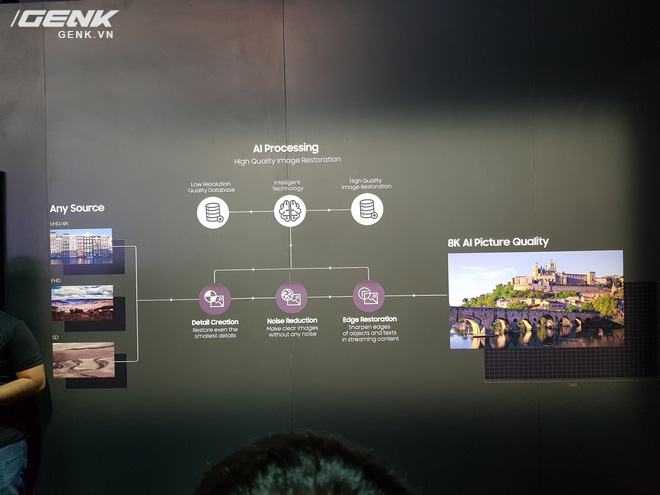 GENK
GENK.VN
AI Processing
High Quality Image Restoration
Low Resolution
Quality Database
Intelligent
Technology
High Quality
Image Restoration
Any Source
UHD/4K
FHD
SD
Detail Creation
Restore even the
smallest details
Noise Reduction
Make clear images
without any noise
Edge Restoration
Sharpen edges
of objects and texts
in streaming content
8K AI Picture Quality